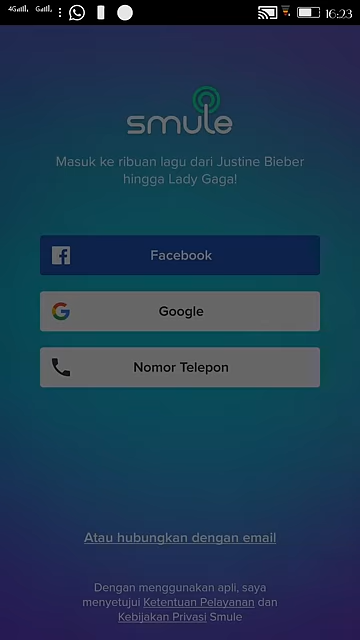 4G G 16:23
smule
Masuk ke ribuan lagu dari Justine Bieber
hingga Lady Gaga!
Facebook
Google
Nomor Telepon
Atau hubungkan dengan email
Dengan menggunakan apli, saya
menyetujui Ketentuan Pelayanan dan
Kebijakan Privasi Smule